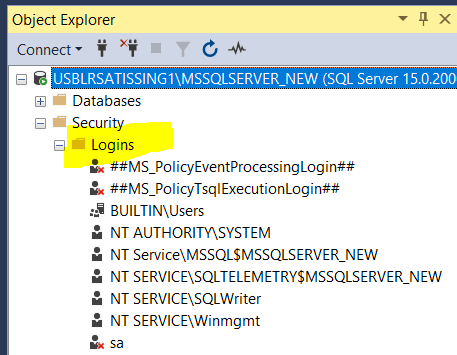 Object Explorer
Connect
USBLRSATISSING1\MSSQLSERVER_NEW (SQL Server 15.0.200
Databases
Security
Logins
##MS_PolicyEventProcessingLogin##
##MS_PolicyTsqlExecutionLogin##
BUILTIN\Users
NT AUTHORITY\SYSTEM
NT Service\MSSQL$MSSQLSERVER_NEW
NT SERVICE\SQLTELEMETRY$MSSQLSERVER_NEW
NT SERVICE\SQLWriter
NT SERVICE\Winmgmt
sa